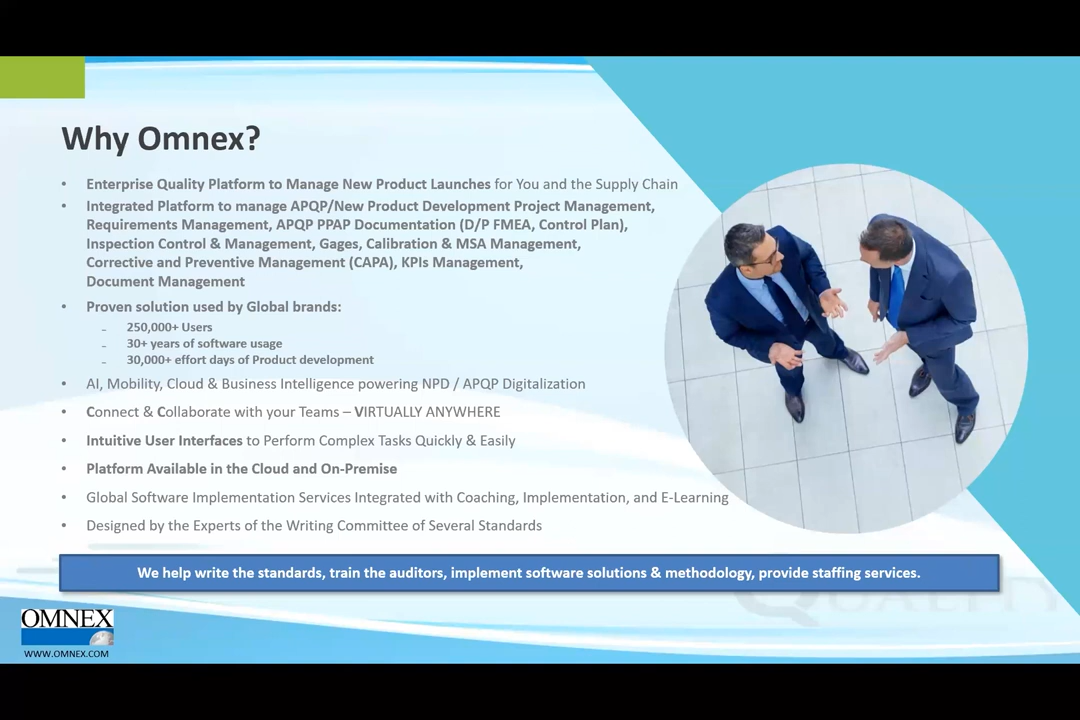 Why Omnex?
• Enterprise Quality Platform to Manage New Product Launches for You and the Supply Chain
• Integrated Platform to manage APQP/New Product Development Project Management,
Requirements Management, APQP PPAP Documentation (D/P FMEA, Control Plan),
Inspection Control & Management, Gages, Calibration & MSA Management,
Corrective and Preventive Management (CAPA), KPIs Management,
Document Management
• Proven solution used by Global brands:
- 250,000+ Users
- 30+ years of software usage
- 30,000+ effort days of Product development
• AI, Mobility, Cloud & Business Intelligence powering NPD / APQP Digitalization
• Connect & Collaborate with your Teams – VIRTUALLY ANYWHERE
• Intuitive User Interfaces to Perform Complex Tasks Quickly & Easily
• Platform Available in the Cloud and On-Premise
• Global Software Implementation Services Integrated with Coaching, Implementation, and E-Learning
• Designed by the Experts of the Writing Committee of Several Standards
We help write the standards, train the auditors, implement software solutions & methodology, provide staffing services.
QUALITY
OMNEX
WWW.OMNEX.COM